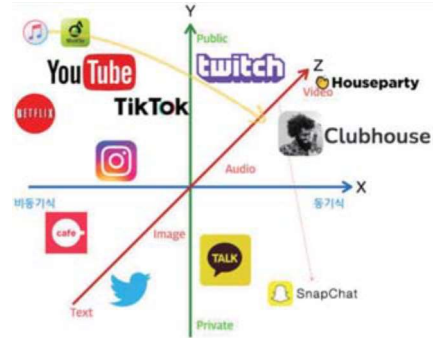 Y
Public
YouTube
twitch
Z
Houseparty
Video
NETFLIX
TikTok
Clubhouse
Audio
X
비동기식
동기식
cafe
Image
TALK
SnapChat
Text
Private